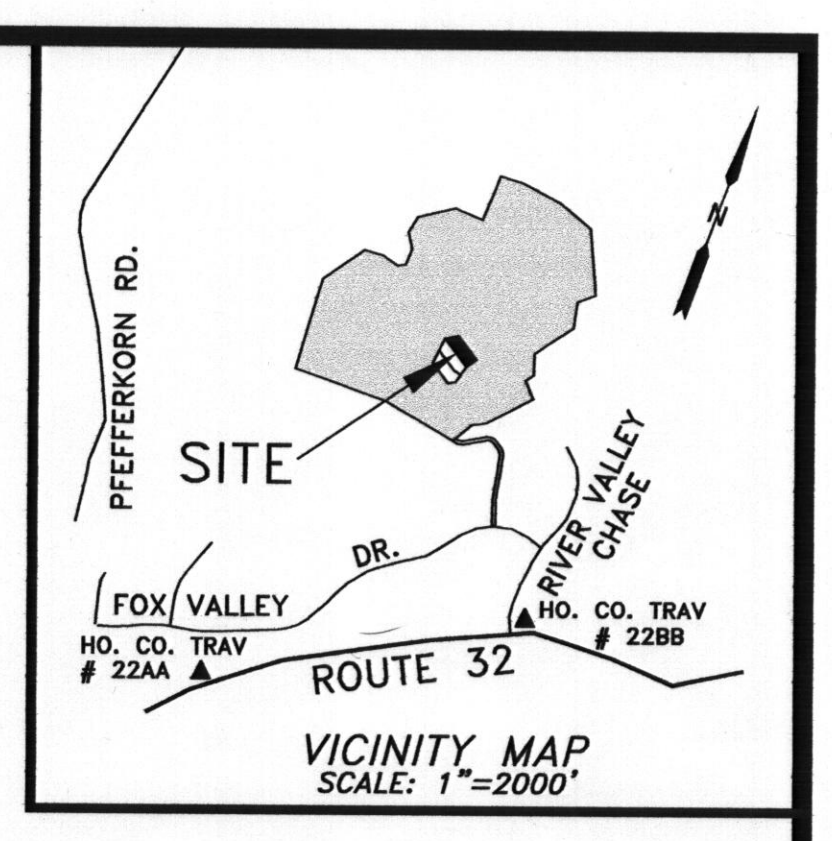 N
PFEFFERKORN RD.
SITE
RIVER VALLEY
CHASE
DR.
FOX VALLEY
HO. CO. TRAV
# 22BB
HO. CO. TRAV
# 22AA
ROUTE 32
VICINITY MAP
SCALE: 1"=2000'